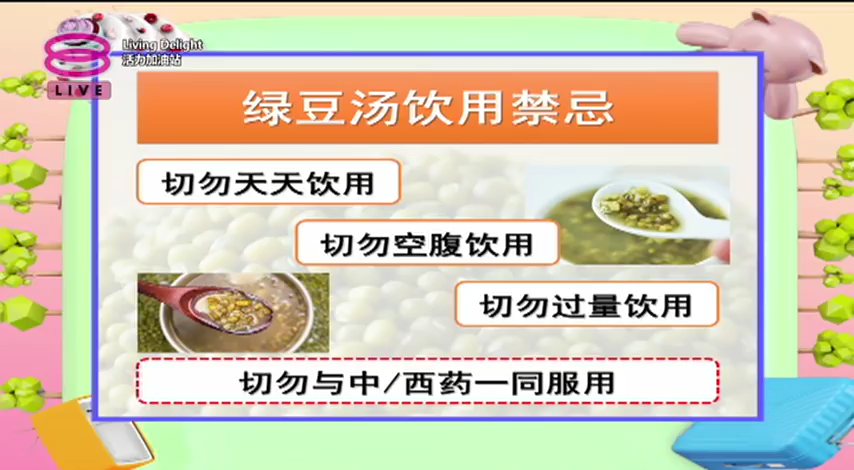 Living Delight
活力加油站
LIVE
绿豆汤饮用禁忌
切勿天天饮用
切勿空腹饮用
切勿过量饮用
切勿与中/西药一同服用